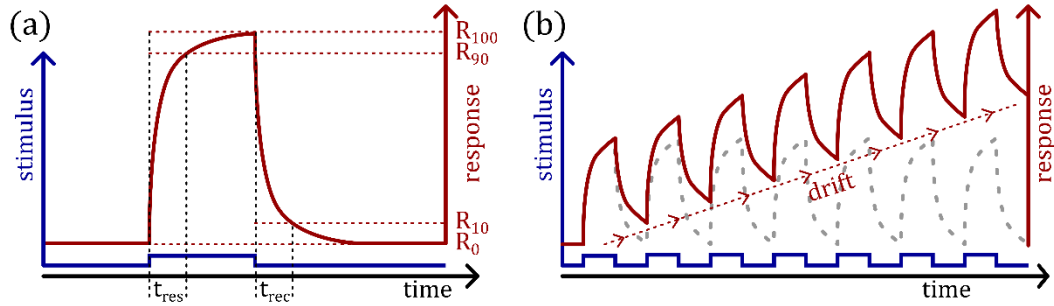 (a)
stimulus
R₁₀₀
R₉₀
response
R₁₀
R₀
tres
trec
time
(b)
stimulus
drift
response
time